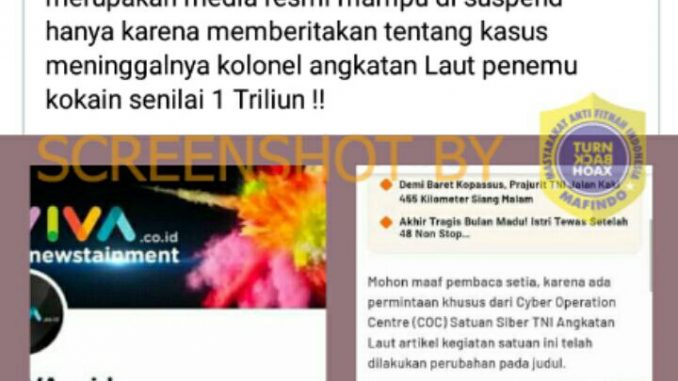 merupakan media resmi mampu di suspend
hanya karena memberitakan tentang kasus
meninggalnya kolonel angkatan Laut penemu
kokain senilai 1 Triliun !!
SCREENSHOT BY
MASYARAKAT ANTI FITNAH INDONESIA
TURN
BACK
HOAX
MAFINDO
VIVA.co.id
newstainment
Demi Baret Kopassus, Prajurit TNI Jalan Kaki
455 Kilometer Siang Malam
Akhir Tragis Bulan Madu! Istri Tewas Setelah
48 Non Stop...
Mohon maaf pembaca setia, karena ada
permintaan khusus dari Cyber Operation
Centre (COC) Satuan Siber TNI Angkatan
Laut artikel kegiatan satuan ini telah
dilakukan perubahan pada judul.